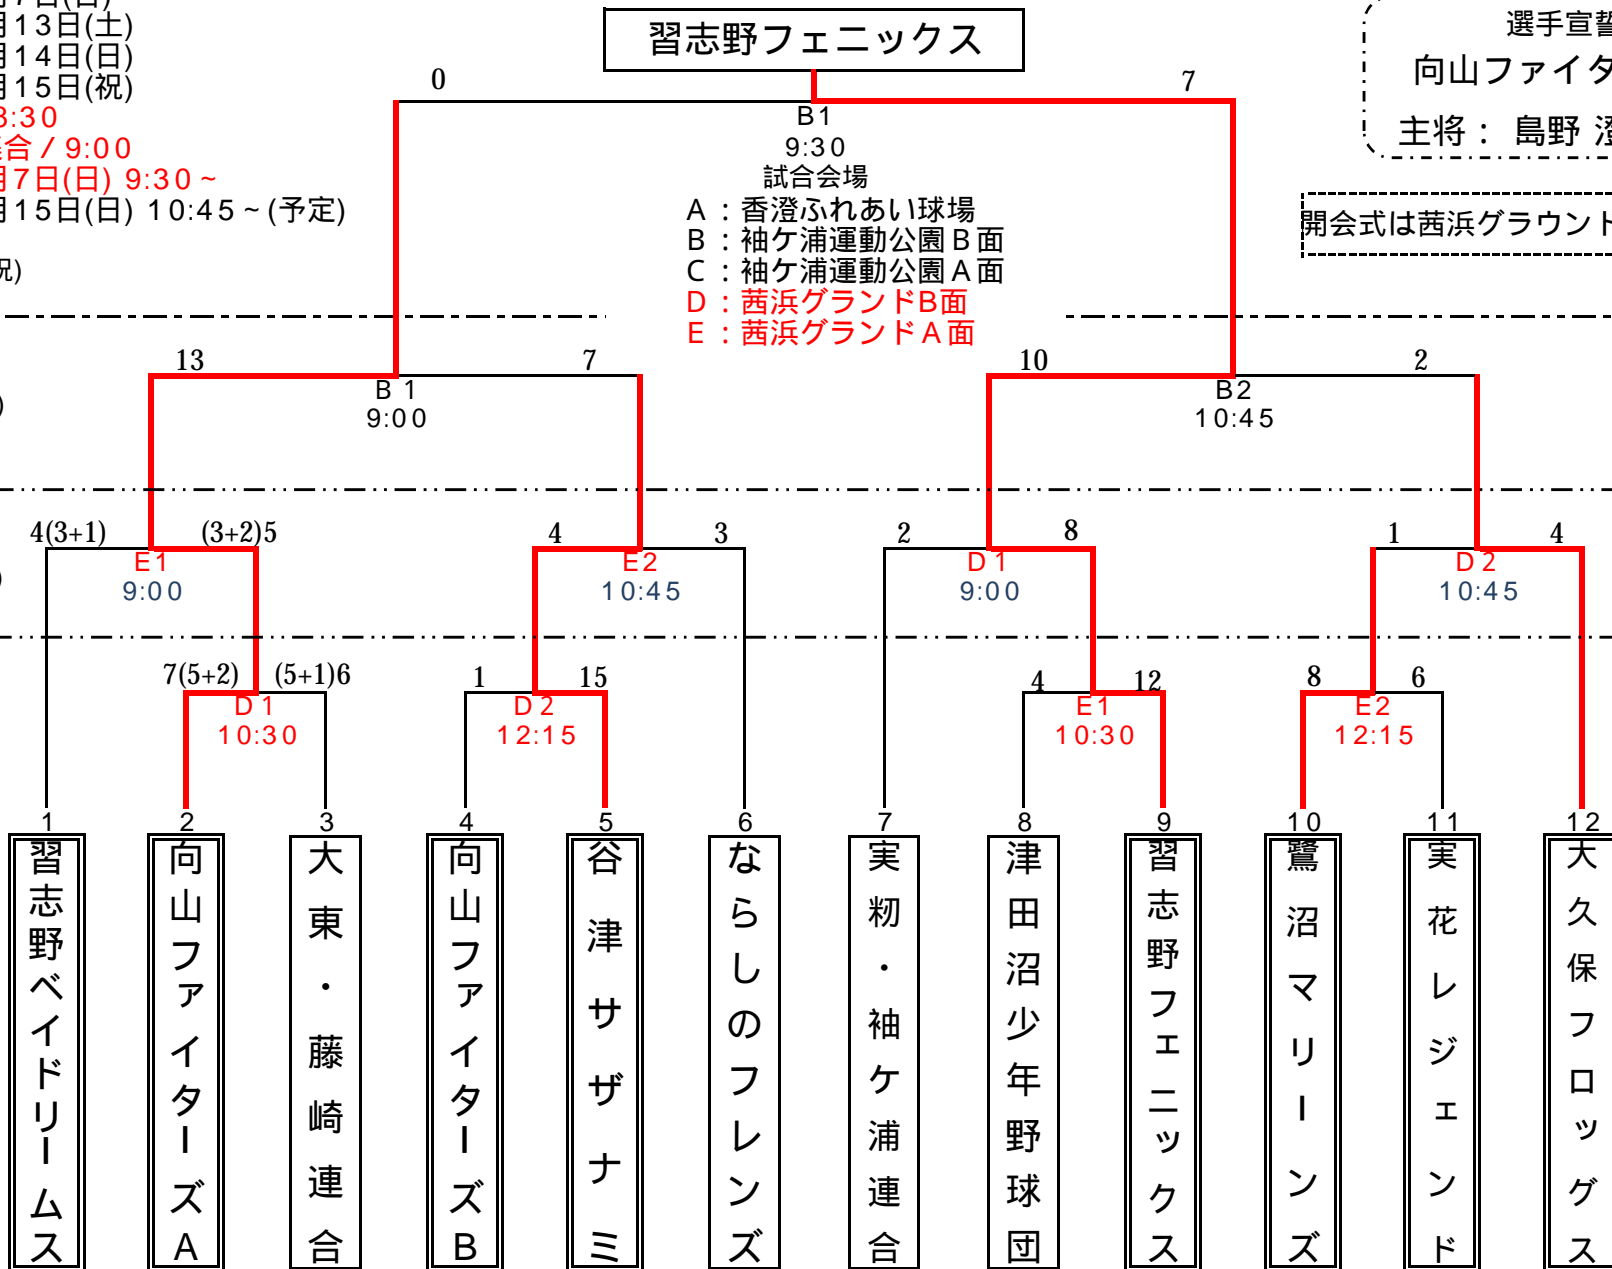 月7日(日)
月13日(土)
月14日(日)
月15日(祝)
8:30
集合 / 9:00
月7日(日) 9:30 ~
月15日(日) 10:45 ~ (予定)
祝)
習志野フェニックス
選手宣誓
向山ファイタ
主将： 島野 澄
開会式は茜浜グラウント
0
7
B1
9:30
試合会場
A ：香澄ふれあい球場
B ：袖ケ浦運動公園Ｂ面
C ：袖ケ浦運動公園Ａ面
D ：茜浜グランドB面
E ：茜浜グランドＡ面
13
7
B 1
9:00
10
2
B2
10:45
4(3+1)
(3+2)5
E1
9:00
4
3
E2
10:45
2
8
D1
9:00
1
4
D2
10:45
7(5+2)
(5+1)6
D1
10:30
1
15
D2
12:15
4
12
E1
10:30
8
6
E2
12:15
1
習志野ベイドリームス
2
向山ファイターズA
3
大東・藤崎連合
4
向山ファイターズB
5
谷津サザナミ
6
ならしのフレンズ
7
実籾・袖ケ浦連合
8
津田沼少年野球団
9
習志野フェニックス
10
鷺沼マリーンズ
11
実花レジェンド
12
大久保フロッグス